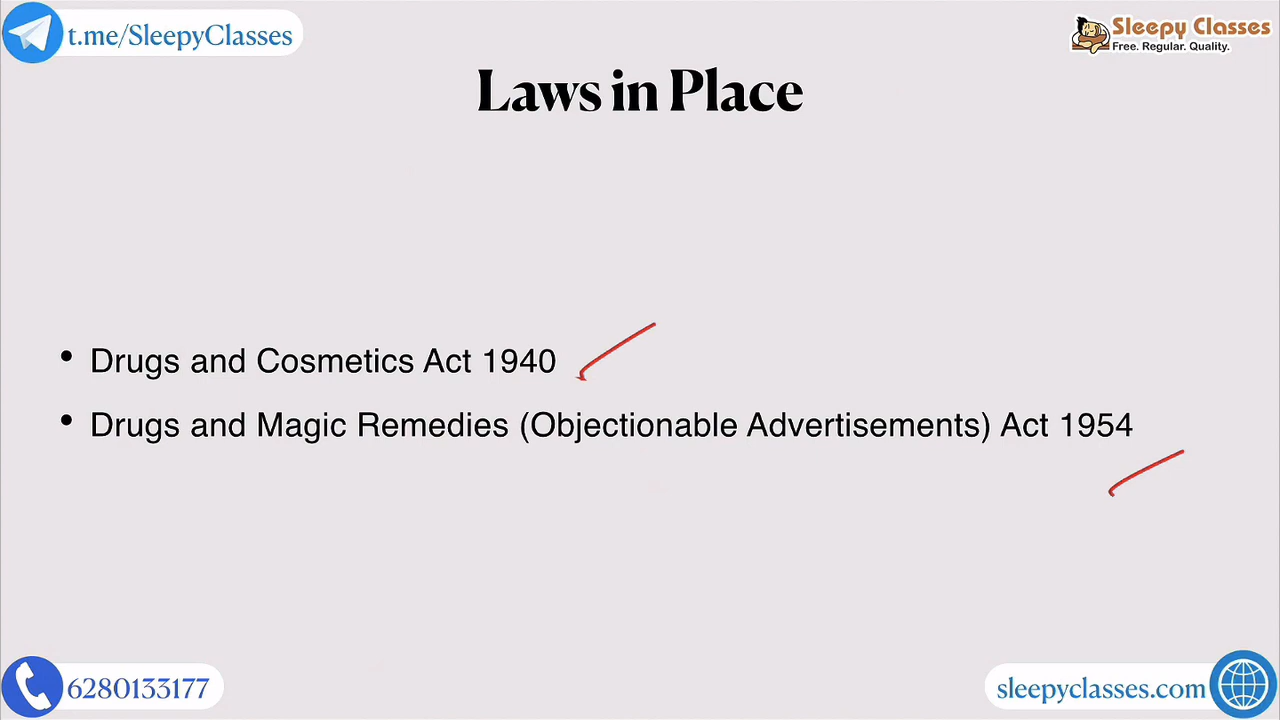 t.me/SleepyClasses
Sleepy Classes
Free. Regular. Quality.
Laws in Place
• Drugs and Cosmetics Act 1940
• Drugs and Magic Remedies (Objectionable Advertisements) Act 1954
6280133177
sleepyclasses.com